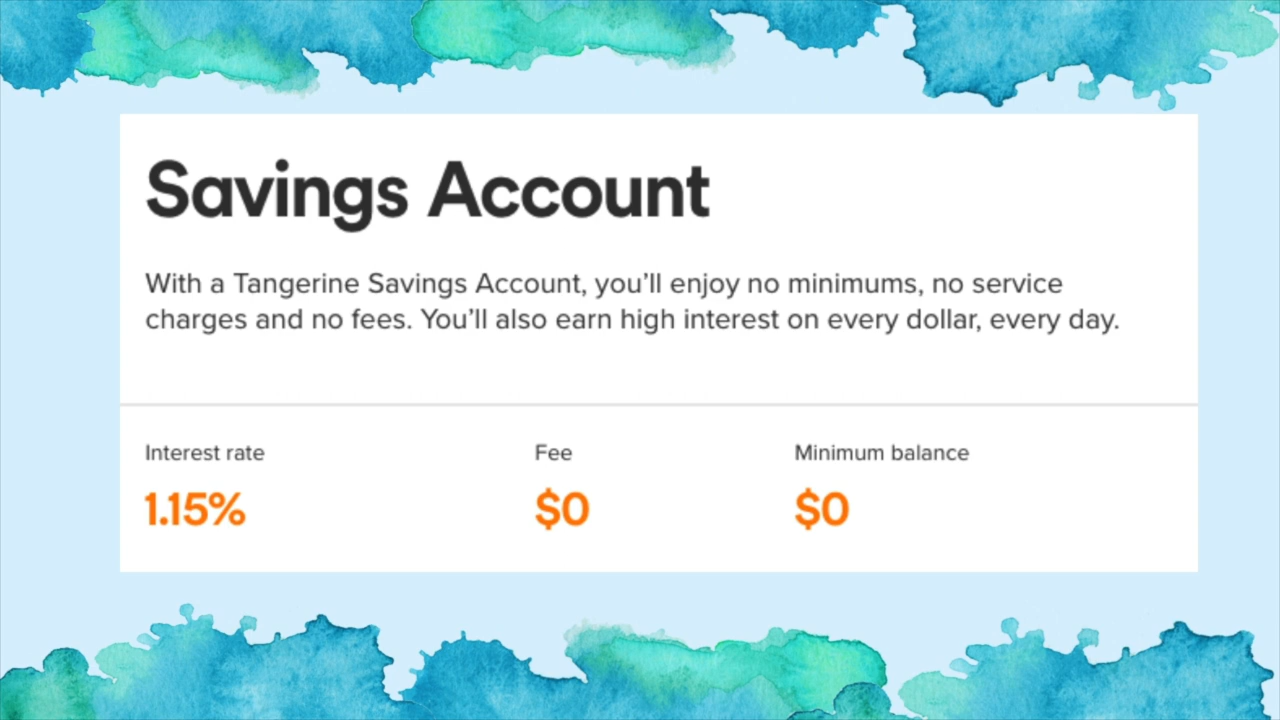 Savings Account
With a Tangerine Savings Account, you’ll enjoy no minimums, no service
charges and no fees. You’ll also earn high interest on every dollar, every day.
Interest rate
Fee
Minimum balance
1.15%
$0
$0